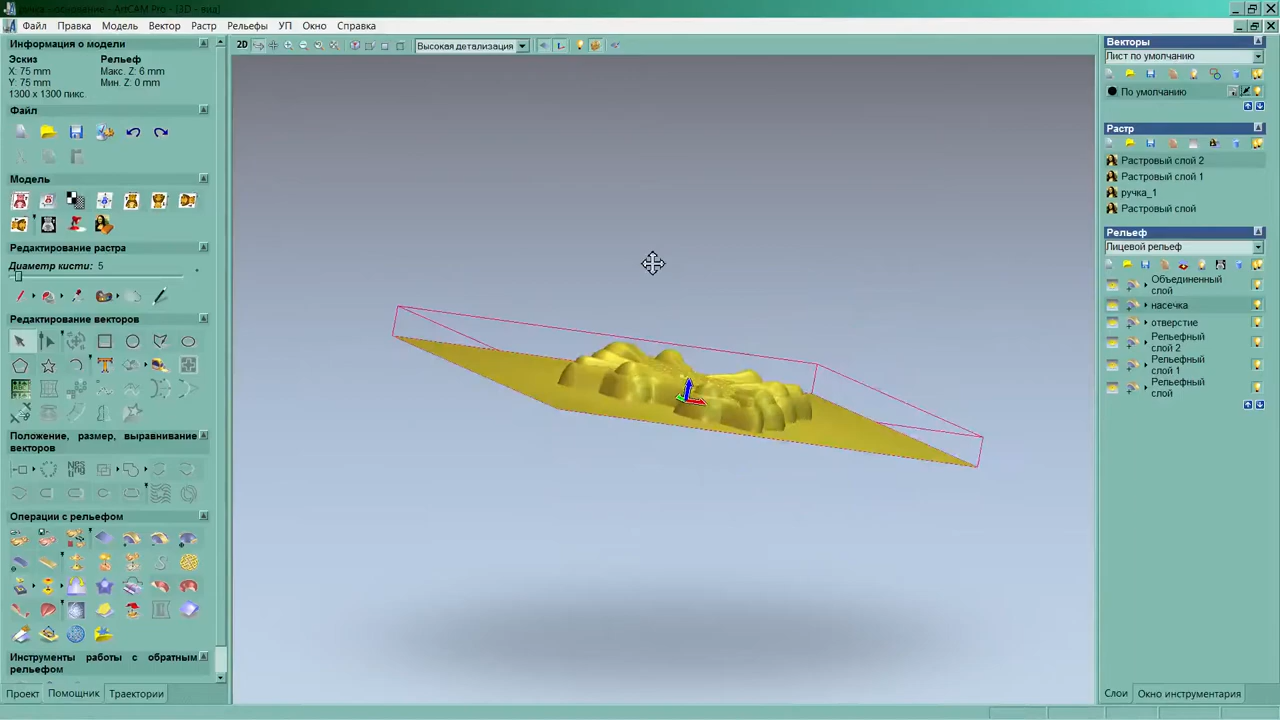 ArtCAM Pro - [3D - вид]
Файл Правка Модель Вектор Растр Рельефы УП Окно Справка
Информация о модели
Эскиз Рельеф
X: 75 mm Макс. Z: 6 mm
Y: 75 mm Мин. Z: 0 mm
1300 x 1300 пикс.
Файл
Модель
Редактирование растра
Диаметр кисти: 5
Редактирование векторов
Положение, размер, выравнивание
векторов
Операции с рельефом
Инструменты работы с обратным
рельефом
Проект Помощник Траектории
2D Высокая детализация
Векторы
Лист по умолчанию
По умолчанию
Растр
Растровый слой 2
Растровый слой 1
ручка_1
Растровый слой
Рельеф
Лицевой рельеф
Объединенный
слой
насечка
отверстие
Рельефный
слой 2
Рельефный
слой 1
Рельефный
слой
Слои Окно инструментария